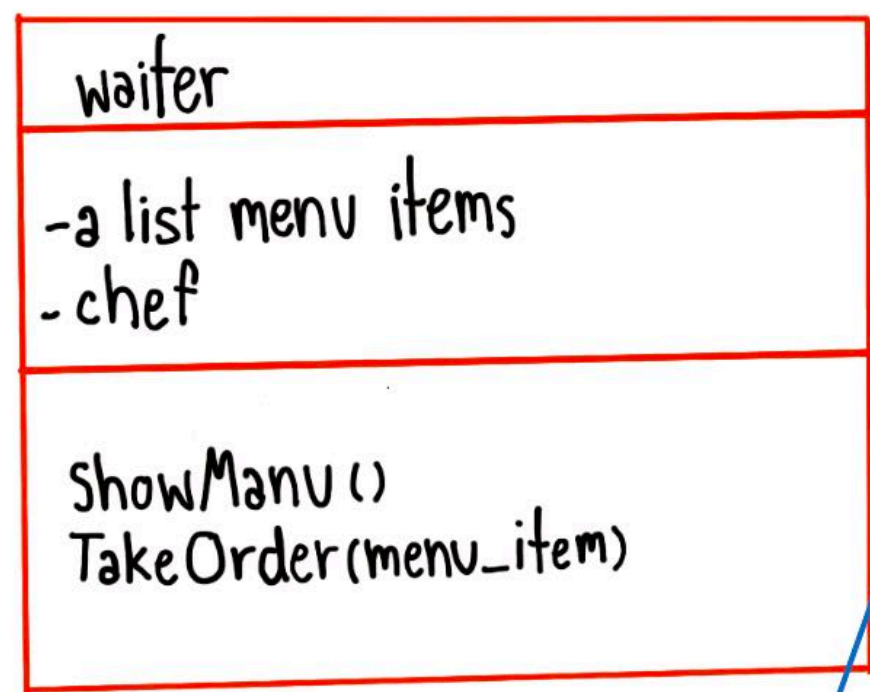 waiter
-a list menu items
- chef
ShowManu()
TakeOrder(menu_item)